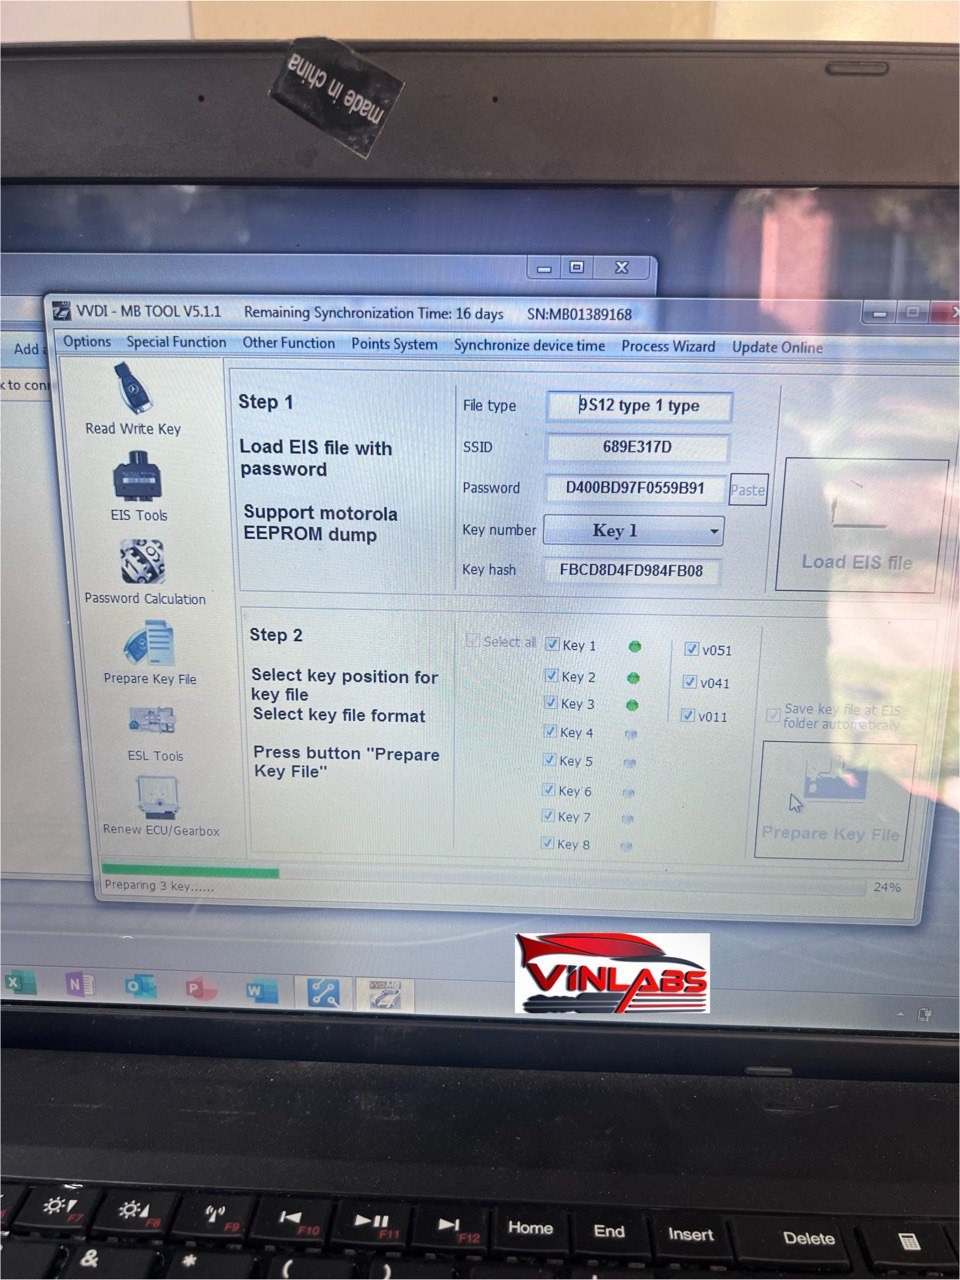 made in china
VVDI - MB TOOL V5.1.1 Remaining Synchronization Time: 16 days SN:MB01389168
Options Special Function Other Function Points System Synchronize device time Process Wizard Update Online
Add
k to con
Read Write Key
EIS Tools
Password Calculation
Prepare Key File
ESL Tools
Renew ECU/Gearbox
Step 1
Load EIS file with
password
Support motorola
EEPROM dump
File type 9S12 type 1 type
SSID 689E317D
Password D400BD97F0559B91 Paste
Key number Key 1
Key hash FBCD8D4FD984FB08
Load EIS file
Step 2
Select key position for
key file
Select key file format
Press button "Prepare
Key File"
Select all
Key 1
Key 2
Key 3
Key 4
Key 5
Key 6
Key 7
Key 8
v051
v041
v011
Save key file at EIS
folder automatically
Prepare Key File
Preparing 3 key......
24%
VINLABS
X N O P W
F7 F8 F9 F10 F11 F12 Home End Insert Delete
& * ( )